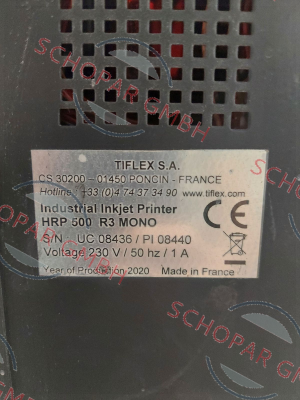 SCHOPAR GMBH
TIFLEX S.A.
CS 30200 – 01450 PONCIN - FRANCE
Hotline : +33(0)4 74 37 34 90 www.tiflex.com
Industrial Inkjet Printer
HRP 500 R3 MONO
S/N UC 08436 / PI 08440
Voltage 230 V / 50 hz / 1 A
Year of Production 2020 Made in France
CE
SCHOPAR GMBH
SCHOPAR GMBH